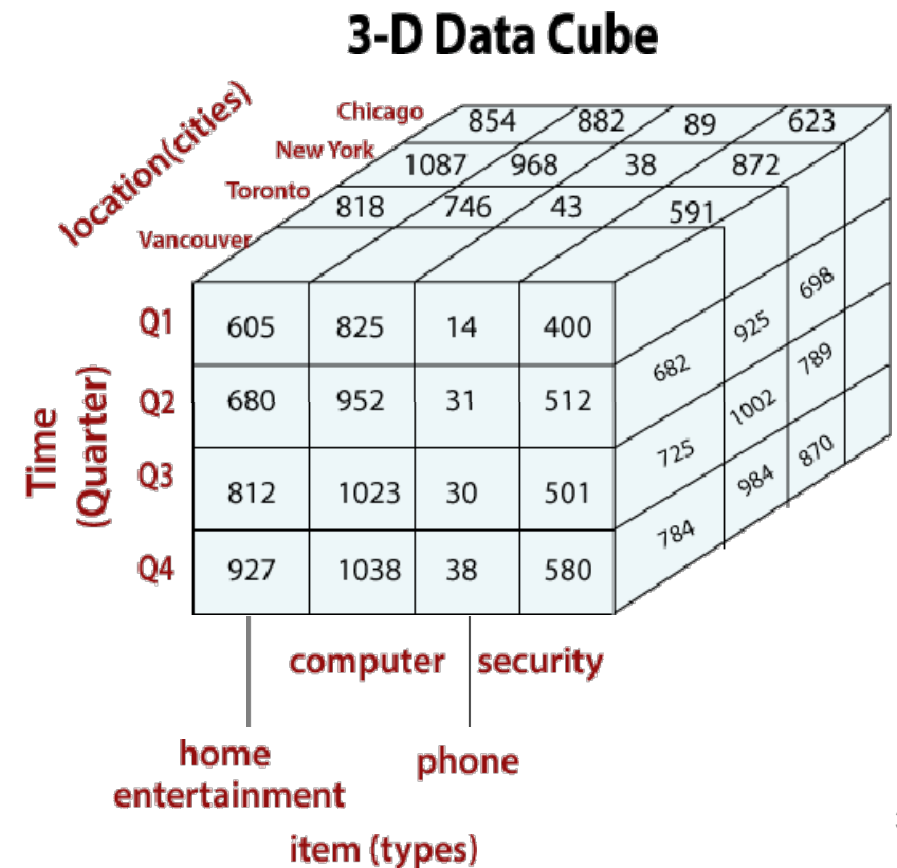 3-D Data Cube
location(cities)
Chicago 854 882 89 623
New York 1087 968 38 872
Toronto 818 746 43 591
Vancouver
Time
(Quarter)
Q1 605 825 14 400
Q2 680 952 31 512
Q3 812 1023 30 501
Q4 927 1038 38 580
682 925 698
725 1002 789
784 984 870
computer security
home
entertainment
phone
item (types)